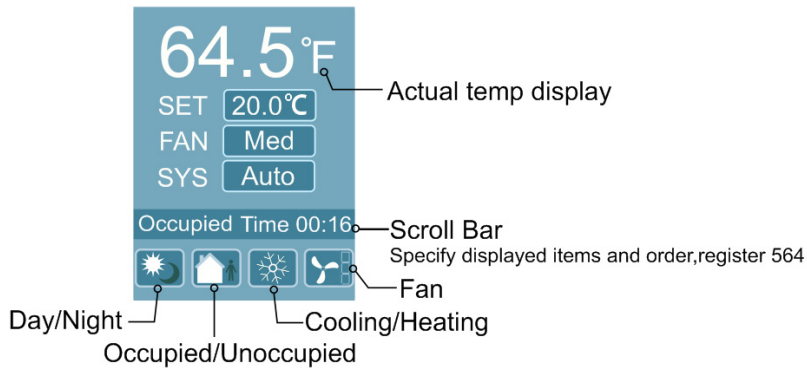 64.5°F
Actual temp display
SET 20.0°C
FAN Med
SYS Auto
Occupied Time 00:16
Scroll Bar
Specify displayed items and order,register 564
Fan
Day/Night
Cooling/Heating
Occupied/Unoccupied